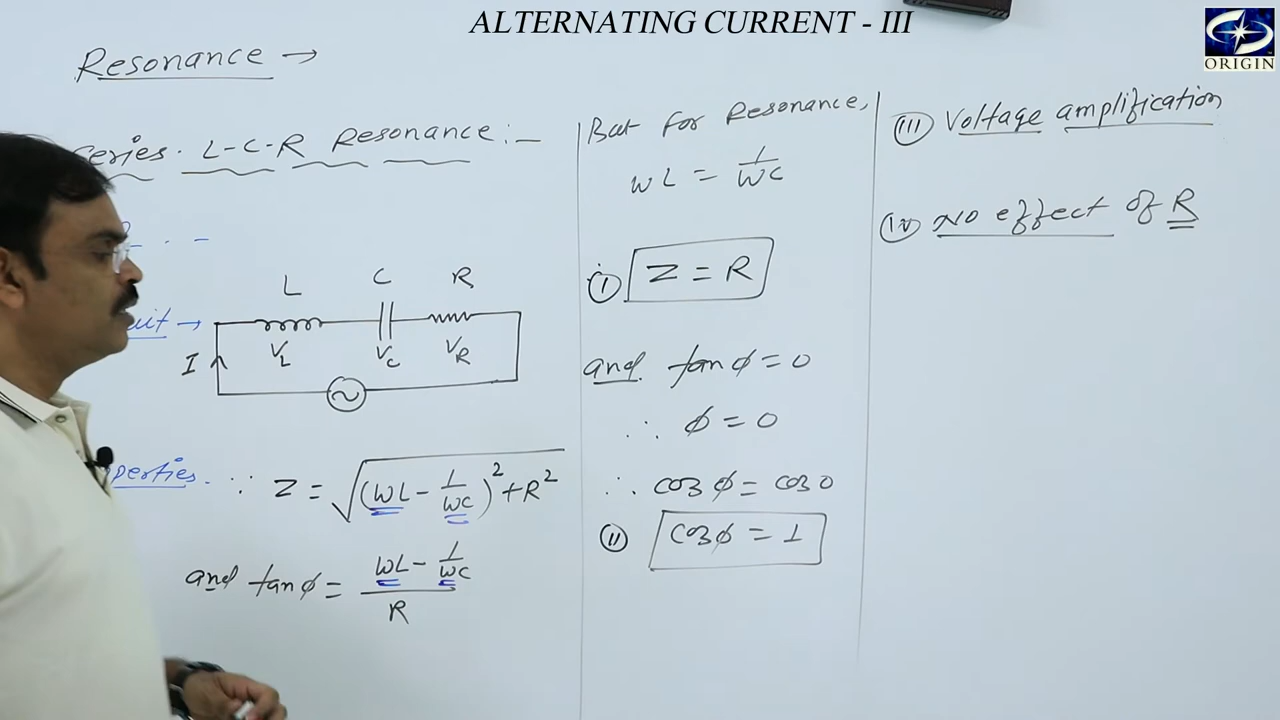 ALTERNATING CURRENT - III
ORIGIN
Resonance →
Series. L-C-R Resonance :-
L C R
I V_L V_C V_R
∵ Z = √((ωL - 1/ωC)² + R²)
and tanφ = (ωL - 1/ωC)/R
But For Resonance,
ωL = 1/ωC
(i) Z = R
and tanφ = 0
∴ φ = 0
∴ cosφ = cos0
(ii) cosφ = 1
(iii) Voltage amplification
(iv) No effect of R